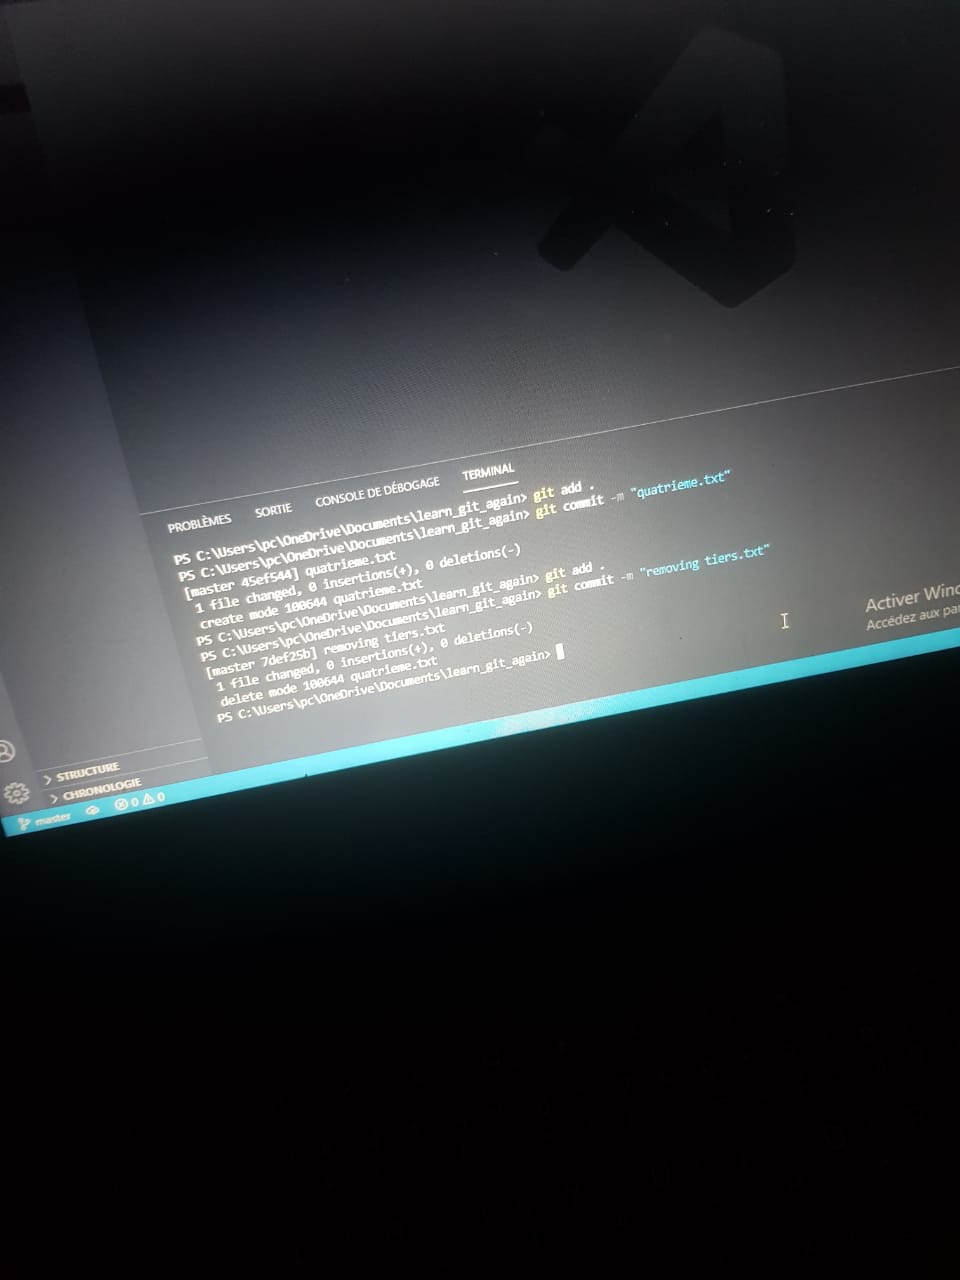 PROBLÈMES SORTIE CONSOLE DE DÉBOGAGE TERMINAL
PS C:\Users\pc\OneDrive\Documents\learn_git_again> git add .
PS C:\Users\pc\OneDrive\Documents\learn_git_again> git commit -m "quatrieme.txt"
[master 45ef544] quatrieme.txt
1 file changed, 0 insertions(+), 0 deletions(-)
create mode 100644 quatrieme.txt
PS C:\Users\pc\OneDrive\Documents\learn_git_again> git add .
PS C:\Users\pc\OneDrive\Documents\learn_git_again> git commit -m "removing tiers.txt"
[master 7def25b] removing tiers.txt
1 file changed, 0 insertions(+), 0 deletions(-)
delete mode 100644 quatrieme.txt
PS C:\Users\pc\OneDrive\Documents\learn_git_again>
Activer Wind
Accédez aux pa
STRUCTURE
CHRONOLOGIE
master 0 0